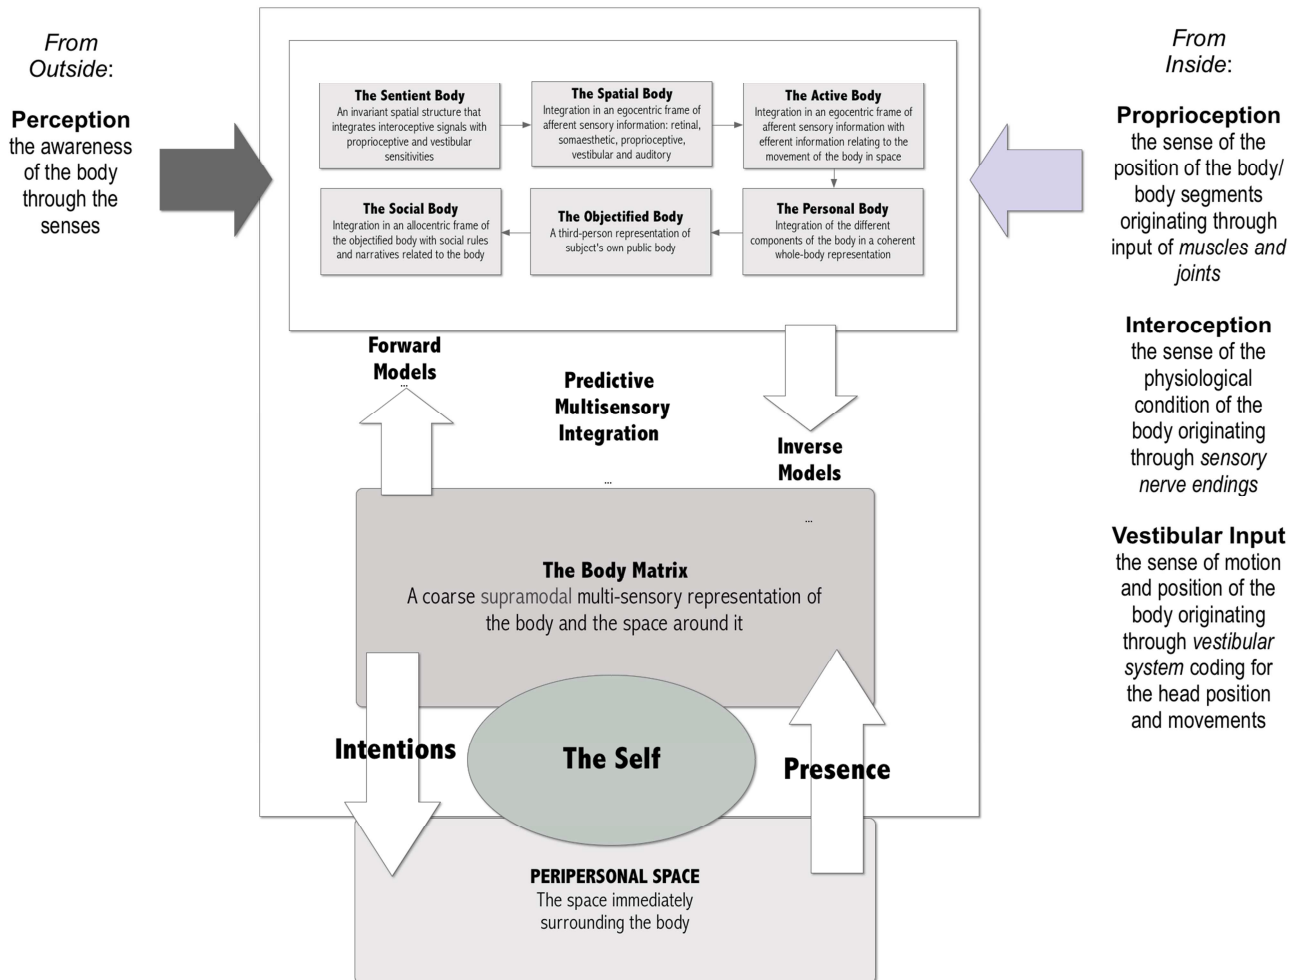 From
Outside:
Perception
the awareness
of the body
through the
senses
The Sentient Body
An invariant spatial structure that
integrates interoceptive signals with
proprioceptive and vestibular
sensitivities
The Spatial Body
Integration in an egocentric frame of
afferent sensory information: retinal,
somaesthetic, proprioceptive,
vestibular and auditory
The Active Body
Integration in an egocentric frame of
afferent sensory information with
efferent information relating to the
movement of the body in space
The Social Body
Integration in an allocentric frame of
the objectified body with social rules
and narratives related to the body
The Objectified Body
A third-person representation of
subject's own public body
The Personal Body
Integration of the different
components of the body in a coherent
whole-body representation
Forward
Models
...
Predictive
Multisensory
Integration
...
Inverse
Models
...
The Body Matrix
A coarse supramodal multi-sensory representation of
the body and the space around it
Intentions
The Self
Presence
PERIPERSONAL SPACE
The space immediately
surrounding the body
From
Inside:
Proprioception
the sense of the
position of the body/
body segments
originating through
input of muscles and
joints
Interoception
the sense of the
physiological
condition of the
body originating
through sensory
nerve endings
Vestibular Input
the sense of motion
and position of the
body originating
through vestibular
system coding for
the head position
and movements